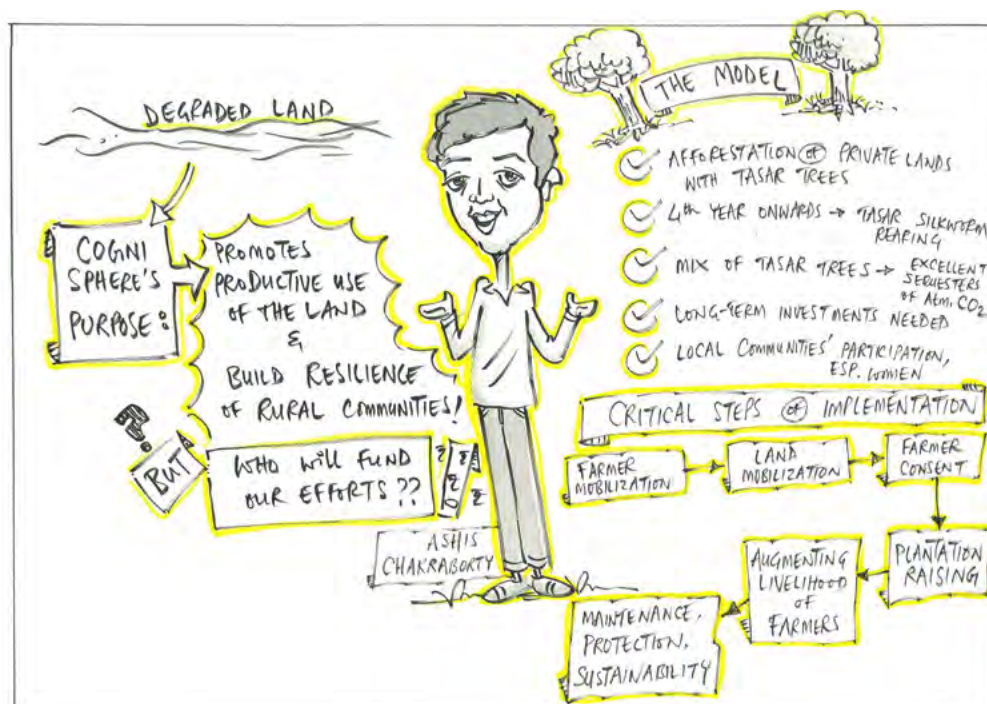 DEGRADED LAND
COGNI
SPHERE'S
PURPOSE:
PROMOTES
PRODUCTIVE USE
OF THE LAND
&
BUILD RESILIENCE
OF RURAL COMMUNITIES!
?
BUT
WHO WILL FUND
OUR EFFORTS ??
ASHIS
CHAKRABORTY
THE MODEL
AFFORESTATION OF PRIVATE LANDS
WITH TASAR TREES
4th YEAR ONWARDS → TASAR SILKWORM
REARING
MIX OF TASAR TREES → EXCELLENT
SEQUESTERS
OF Atm. CO2
LONG-TERM INVESTMENTS NEEDED
LOCAL COMMUNITIES' PARTICIPATION,
ESP. WOMEN
CRITICAL STEPS OF IMPLEMENTATION
FARMER
MOBILIZATION
LAND
MOBILIZATION
FARMER
CONSENT
PLANTATION
RAISING
AUGMENTING
LIVELIHOOD
OF
FARMERS
MAINTENANCE,
PROTECTION,
SUSTAINABILITY